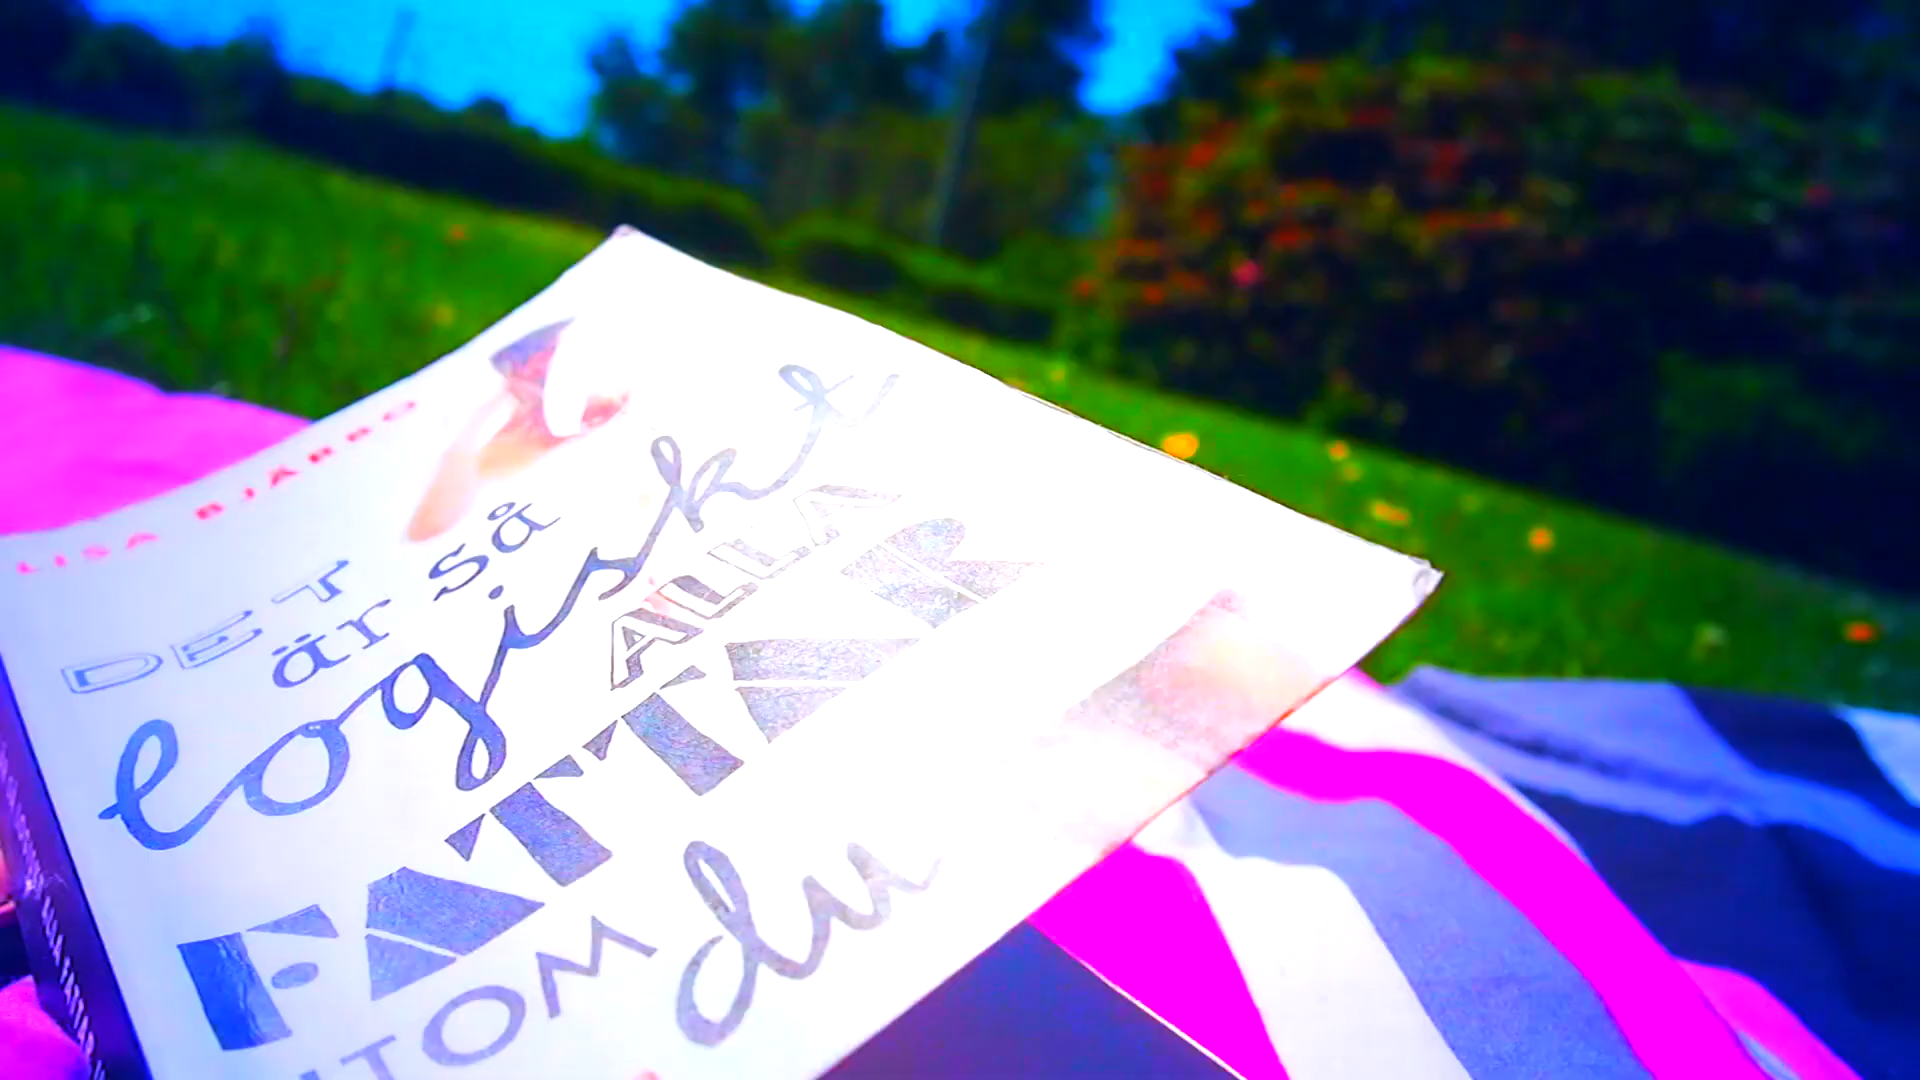 LISA BJÄRBO
DET
är så
logiskt
ALLA
FATTAR
UTOM
du